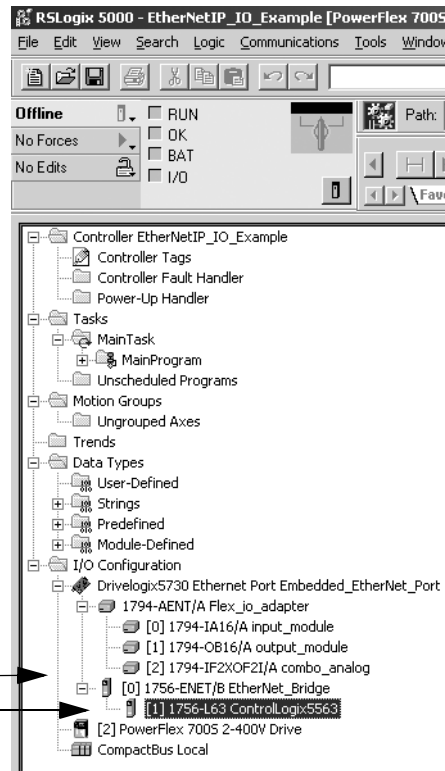 RSLogix 5000 - EtherNetIP_IO_Example [PowerFlex 700S
File Edit View Search Logic Communications Tools Window
Offline RUN
No Forces OK
No Edits BAT
I/O
Path:
Favo
Controller EtherNetIP_IO_Example
Controller Tags
Controller Fault Handler
Power-Up Handler
Tasks
MainTask
MainProgram
Unscheduled Programs
Motion Groups
Ungrouped Axes
Trends
Data Types
User-Defined
Strings
Predefined
Module-Defined
I/O Configuration
Drivelogix5730 Ethernet Port Embedded_EtherNet_Port
1794-AENT/A Flex_io_adapter
[0] 1794-IA16/A input_module
[1] 1794-OB16/A output_module
[2] 1794-IF2XOF2I/A combo_analog
[0] 1756-ENET/B EtherNet_Bridge
[1] 1756-L63 ControlLogix5563
[2] PowerFlex 700S 2-400V Drive
CompactBus Local